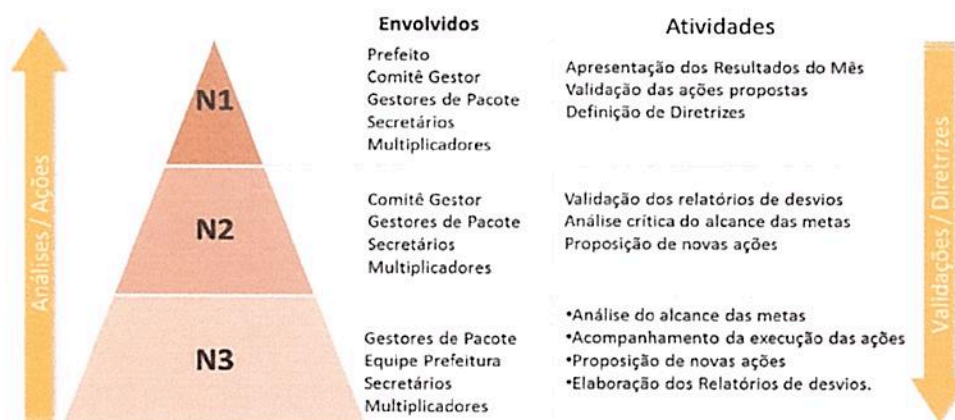 Envolvidos
Atividades
Análises / Ações
N1
Prefeito
Comitê Gestor
Gestores de Pacote
Secretários
Multiplicadores
Apresentação dos Resultados do Mês
Validação das ações propostas
Definição de Diretrizes
N2
Comitê Gestor
Gestores de Pacote
Secretários
Multiplicadores
Validação dos relatórios de desvios
Análise crítica do alcance das metas
Proposição de novas ações
N3
Gestores de Pacote
Equipe Prefeitura
Secretários
Multiplicadores
•Análise do alcance das metas
•Acompanhamento da execução das ações
•Proposição de novas ações
•Elaboração dos Relatórios de desvios.
Validações / Diretrizes